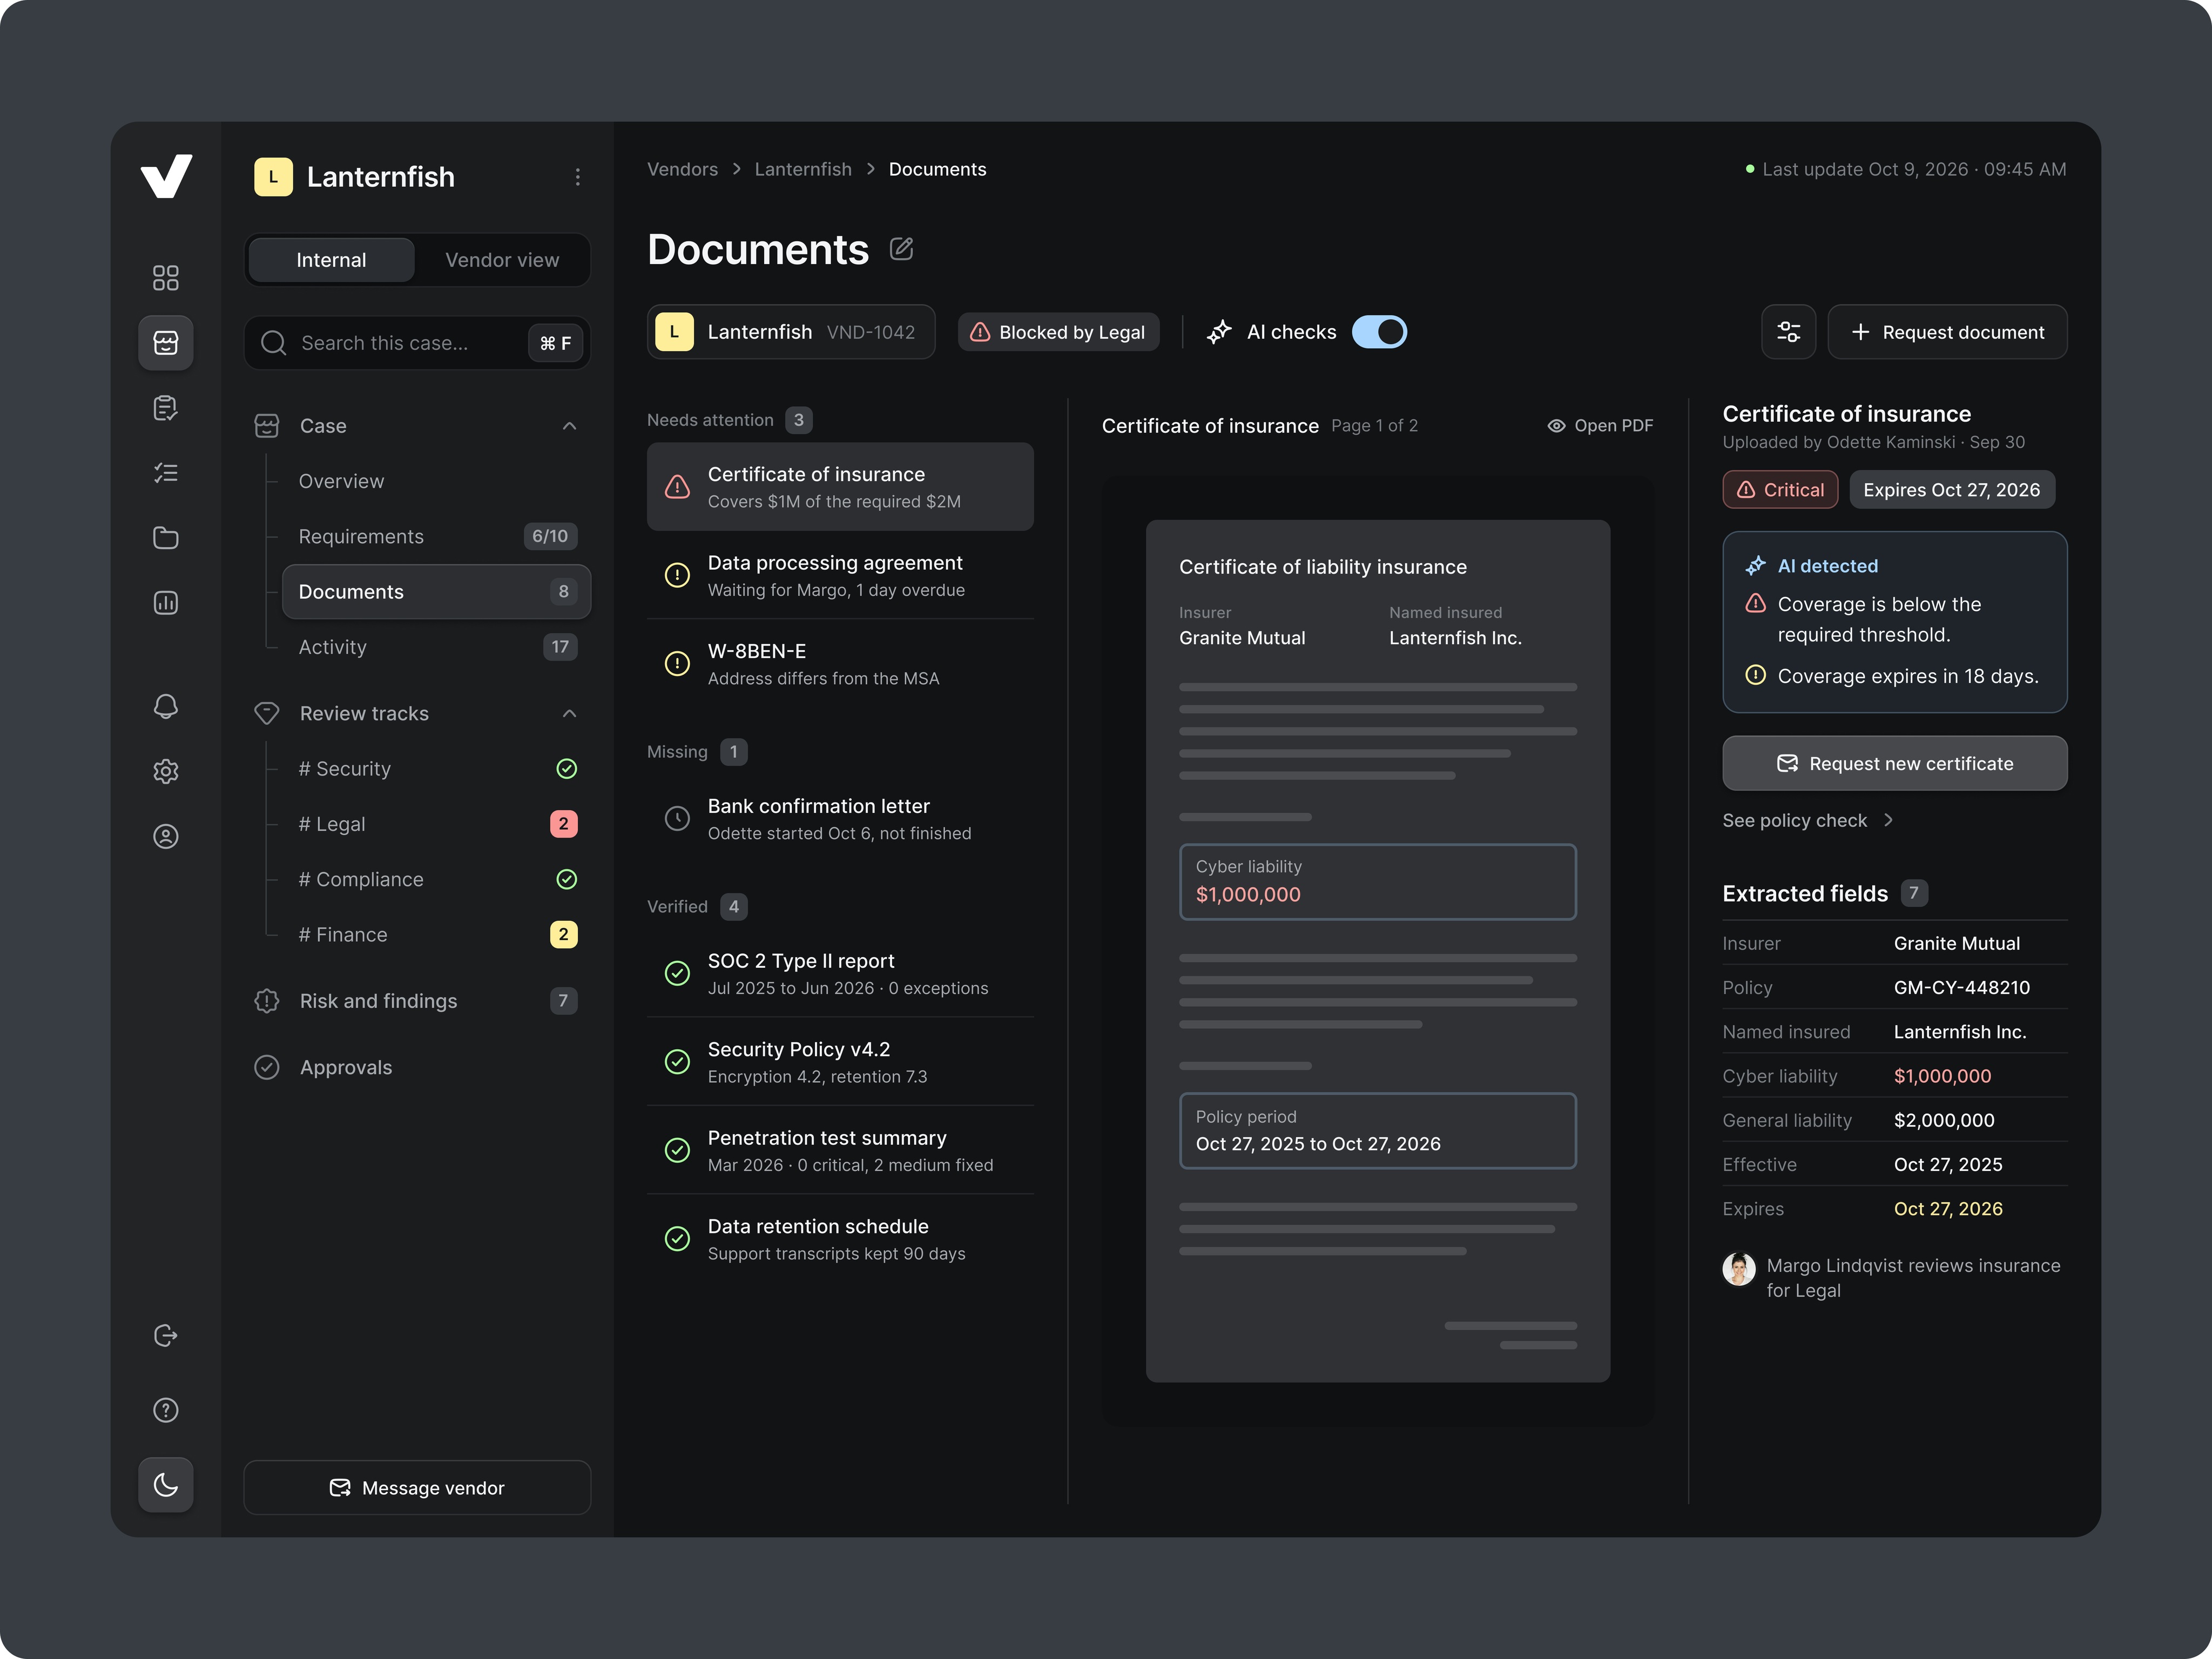 L Lanternfish
Internal
Vendor view
Search this case...
⌘ F
Case
Overview
Requirements 6/10
Documents 8
Activity 17
Review tracks
# Security
# Legal 2
# Compliance
# Finance 2
Risk and findings 7
Approvals
Message vendor
Vendors > Lanternfish > Documents
Last update Oct 9, 2026 · 09:45 AM
Documents
L Lanternfish VND-1042
Blocked by Legal
AI checks
Request document
Needs attention 3
Certificate of insurance
Covers $1M of the required $2M
Data processing agreement
Waiting for Margo, 1 day overdue
W-8BEN-E
Address differs from the MSA
Missing 1
Bank confirmation letter
Odette started Oct 6, not finished
Verified 4
SOC 2 Type II report
Jul 2025 to Jun 2026 · 0 exceptions
Security Policy v4.2
Encryption 4.2, retention 7.3
Penetration test summary
Mar 2026 · 0 critical, 2 medium fixed
Data retention schedule
Support transcripts kept 90 days
Certificate of insurance Page 1 of 2
Open PDF
Certificate of liability insurance
Insurer
Granite Mutual
Named insured
Lanternfish Inc.
Cyber liability
$1,000,000
Policy period
Oct 27, 2025 to Oct 27, 2026
Certificate of insurance
Uploaded by Odette Kaminski · Sep 30
Critical
Expires Oct 27, 2026
AI detected
Coverage is below the
required threshold.
Coverage expires in 18 days.
Request new certificate
See policy check
Extracted fields 7
Insurer Granite Mutual
Policy GM-CY-448210
Named insured Lanternfish Inc.
Cyber liability $1,000,000
General liability $2,000,000
Effective Oct 27, 2025
Expires Oct 27, 2026
Margo Lindqvist reviews insurance
for Legal